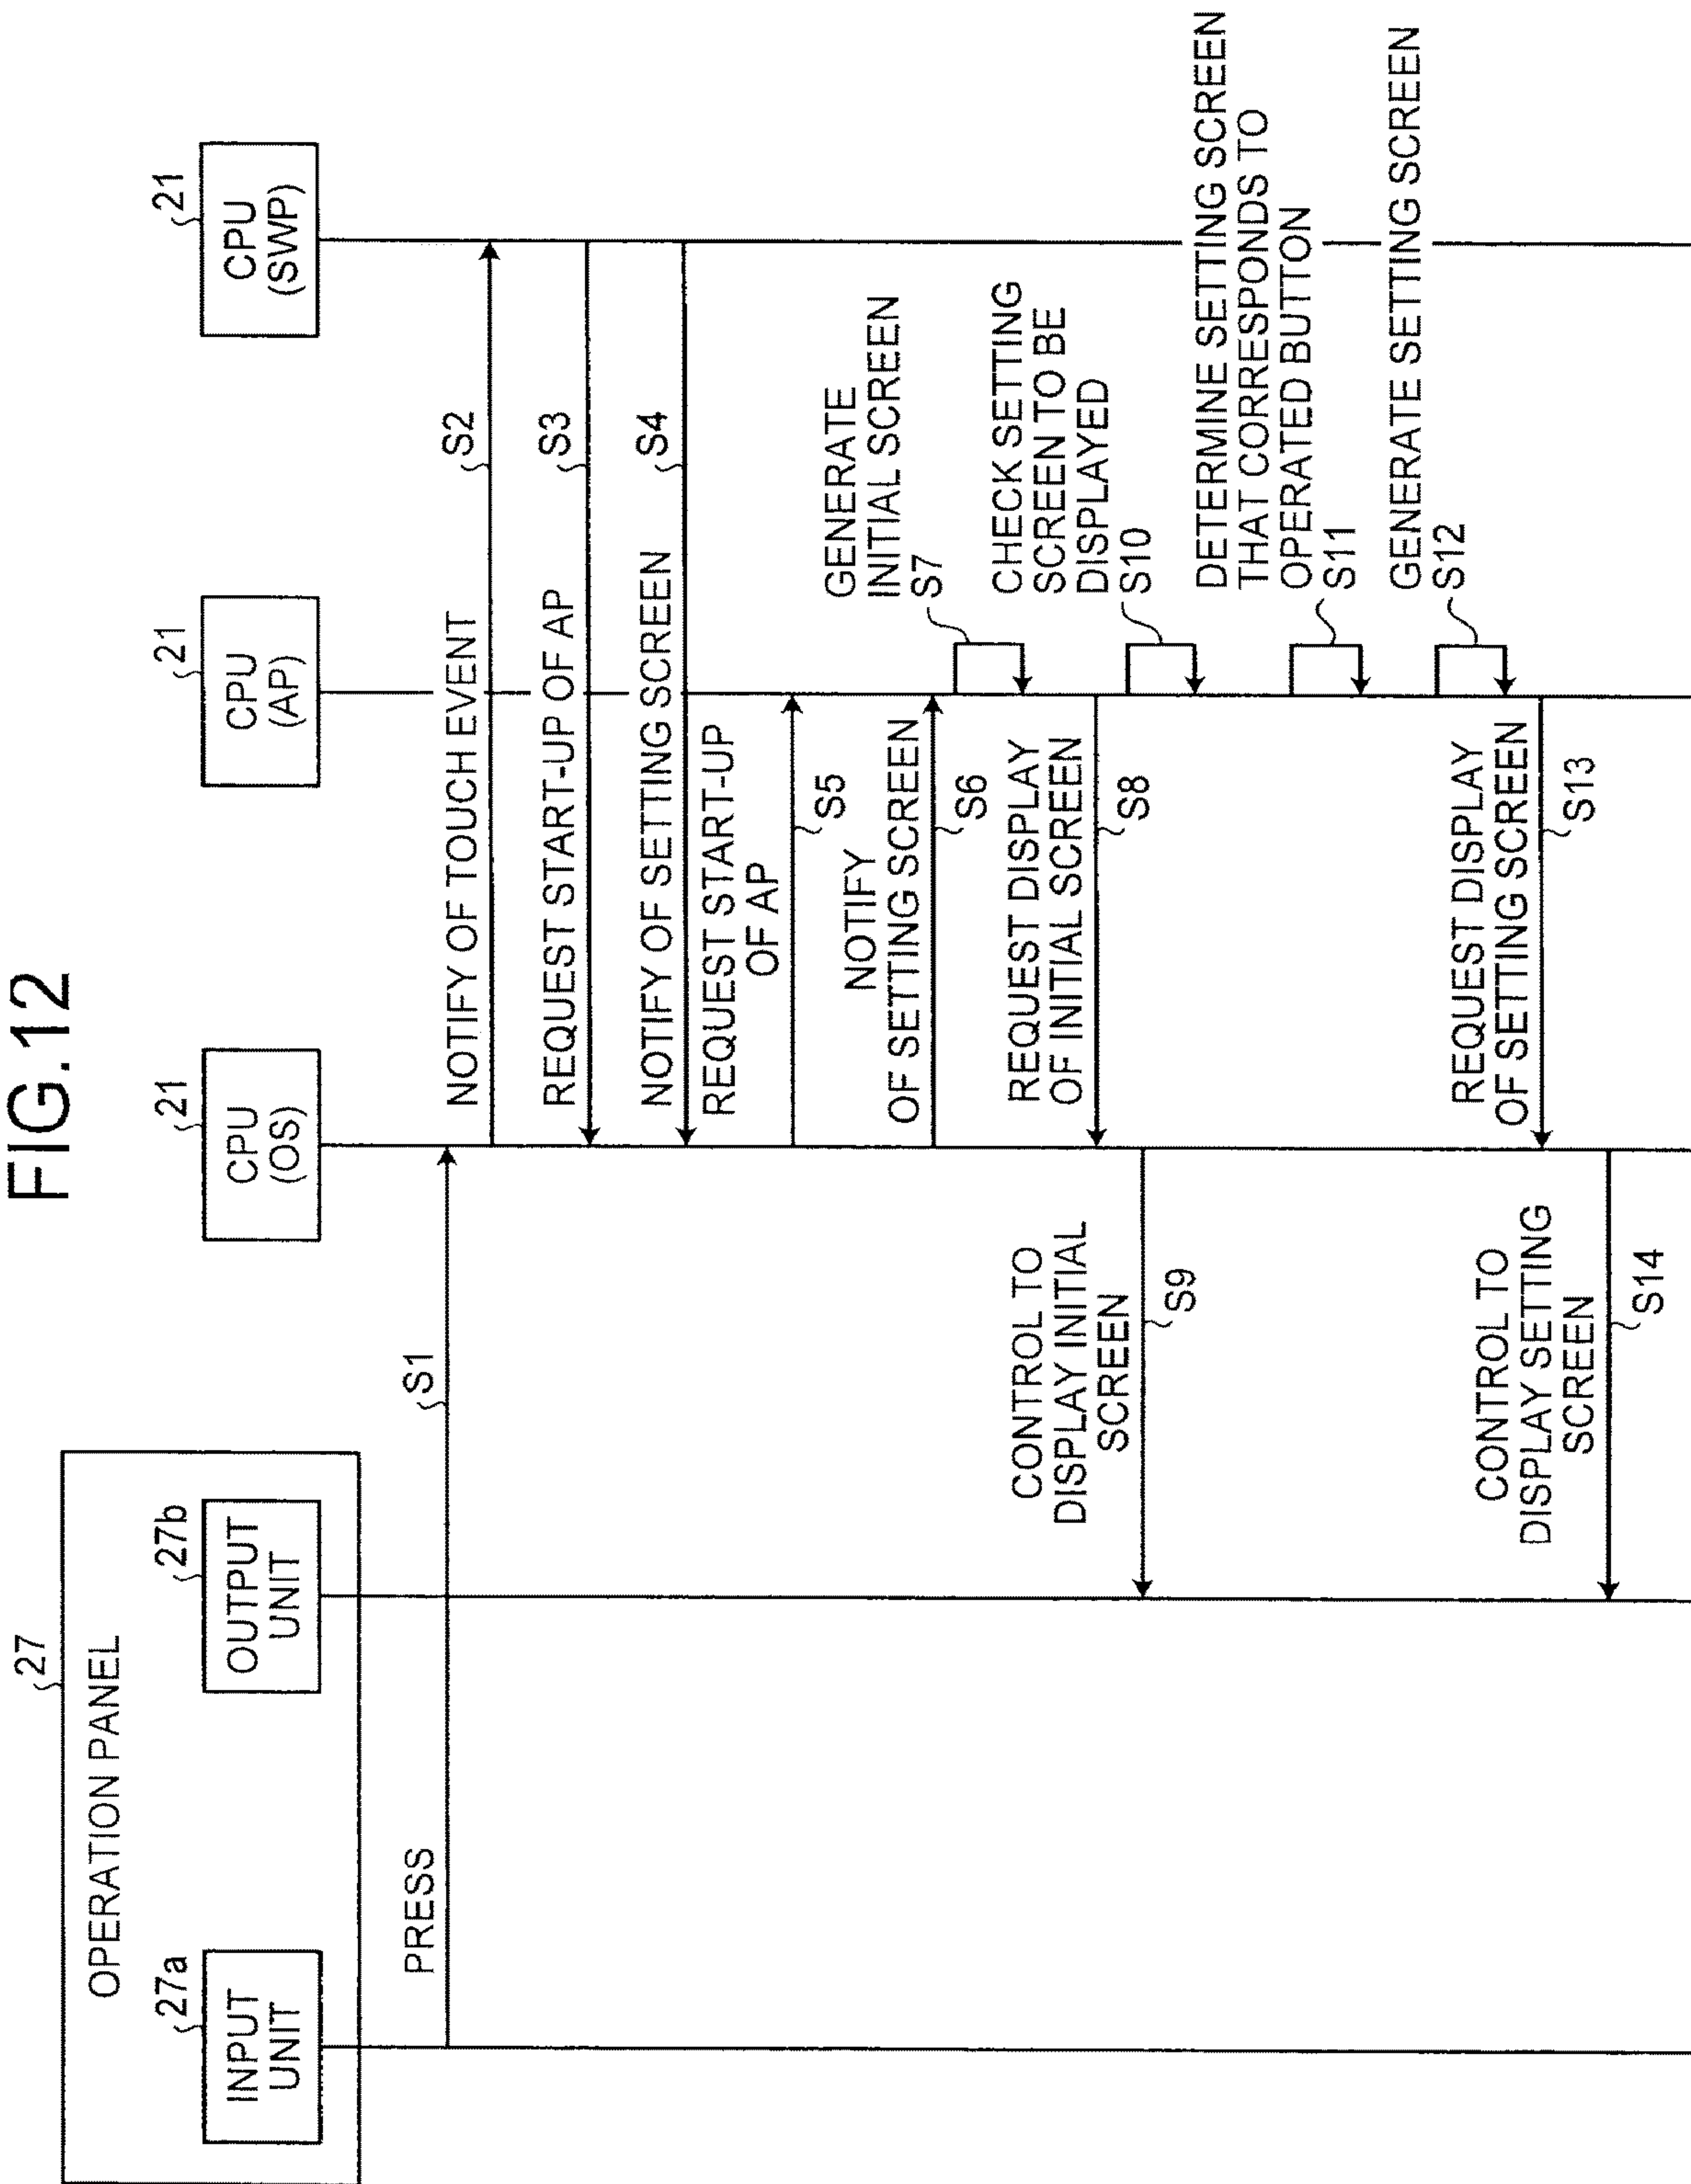 FIG.12
27
OPERATION PANEL
27a
INPUT
UNIT
27b
OUTPUT
UNIT
21
CPU
(OS)
21
CPU
(AP)
21
CPU
(SWP)
PRESS
S1
NOTIFY OF TOUCH EVENT
S2
REQUEST START-UP OF AP
S3
NOTIFY OF SETTING SCREEN
S4
REQUEST START-UP
OF AP
S5
NOTIFY
OF SETTING SCREEN
S6
GENERATE
INITIAL SCREEN
S7
REQUEST DISPLAY
OF INITIAL SCREEN
S8
CONTROL TO
DISPLAY INITIAL
SCREEN
S9
CHECK SETTING
SCREEN TO BE
DISPLAYED
S10
DETERMINE SETTING SCREEN
THAT CORRESPONDS TO
OPERATED BUTTON
S11
GENERATE SETTING SCREEN
S12
REQUEST DISPLAY
OF SETTING SCREEN
S13
CONTROL TO
DISPLAY SETTING
SCREEN
S14